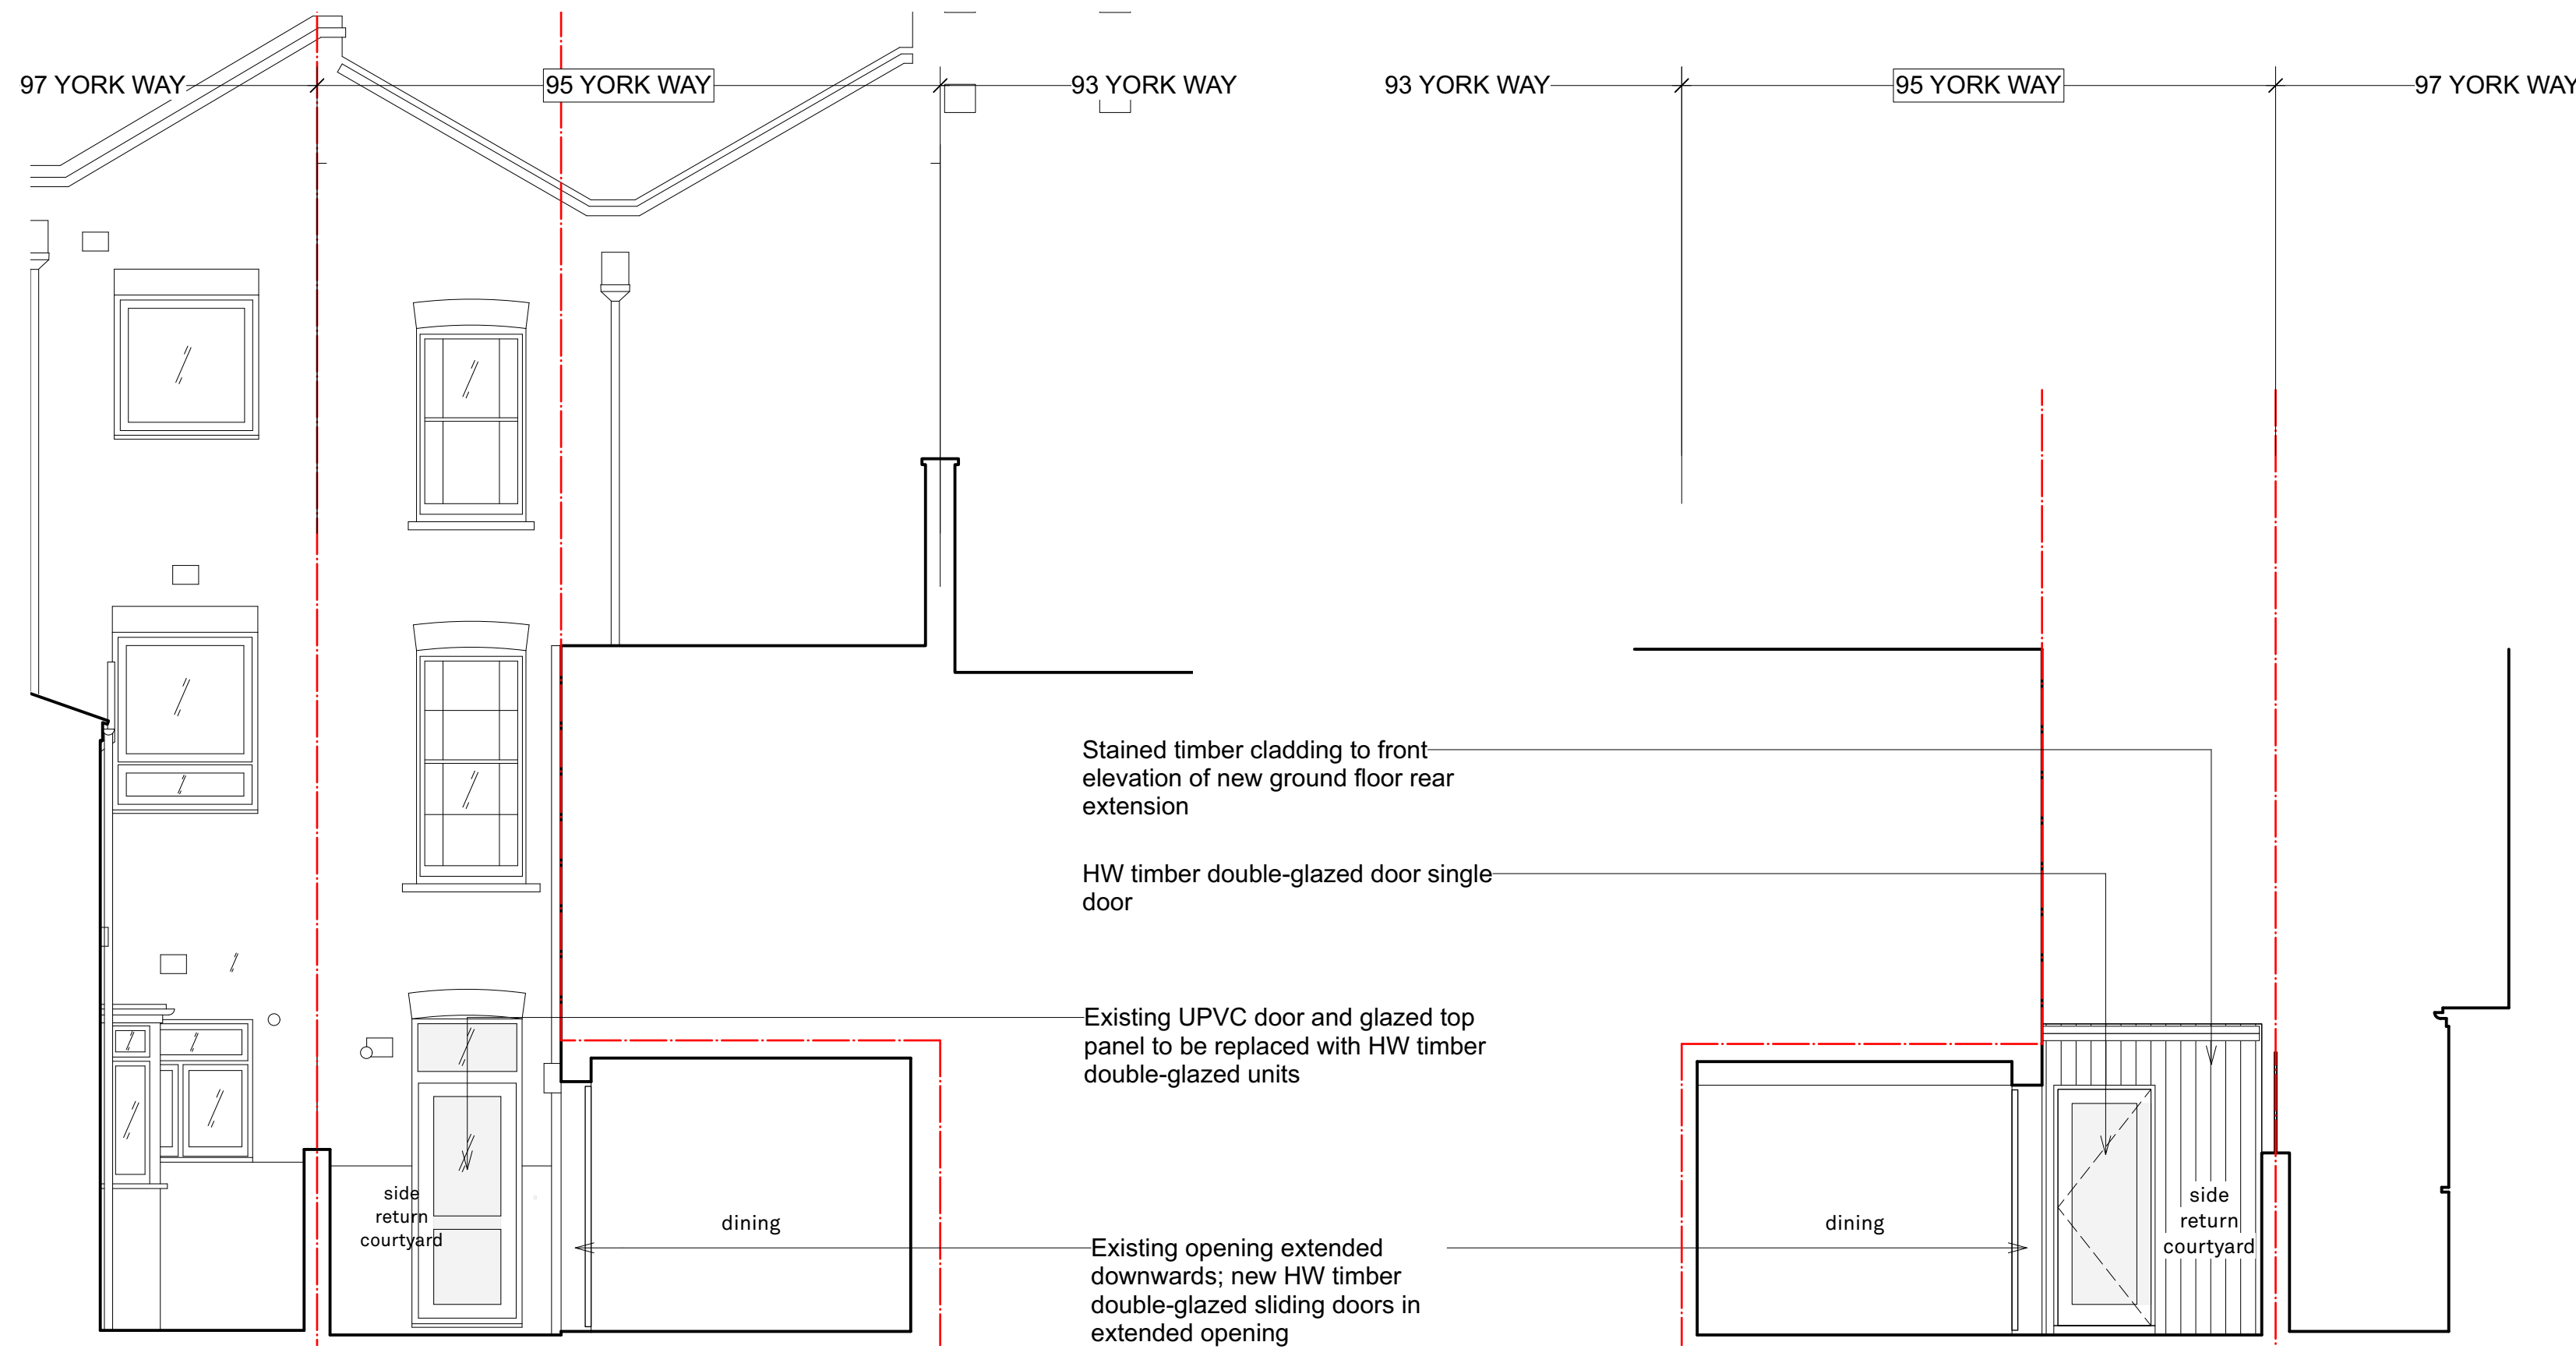 97 YORK WAY
95 YORK WAY
93 YORK WAY
93 YORK WAY
95 YORK WAY
97 YORK WAY
Stained timber cladding to front
elevation of new ground floor rear
extension
HW timber double-glazed door single
door
Existing UPVC door and glazed top
panel to be replaced with HW timber
double-glazed units
side
return
courtyard
dining
Existing opening extended
downwards; new HW timber
double-glazed sliding doors in
extended opening
dining
side
return
courtyard